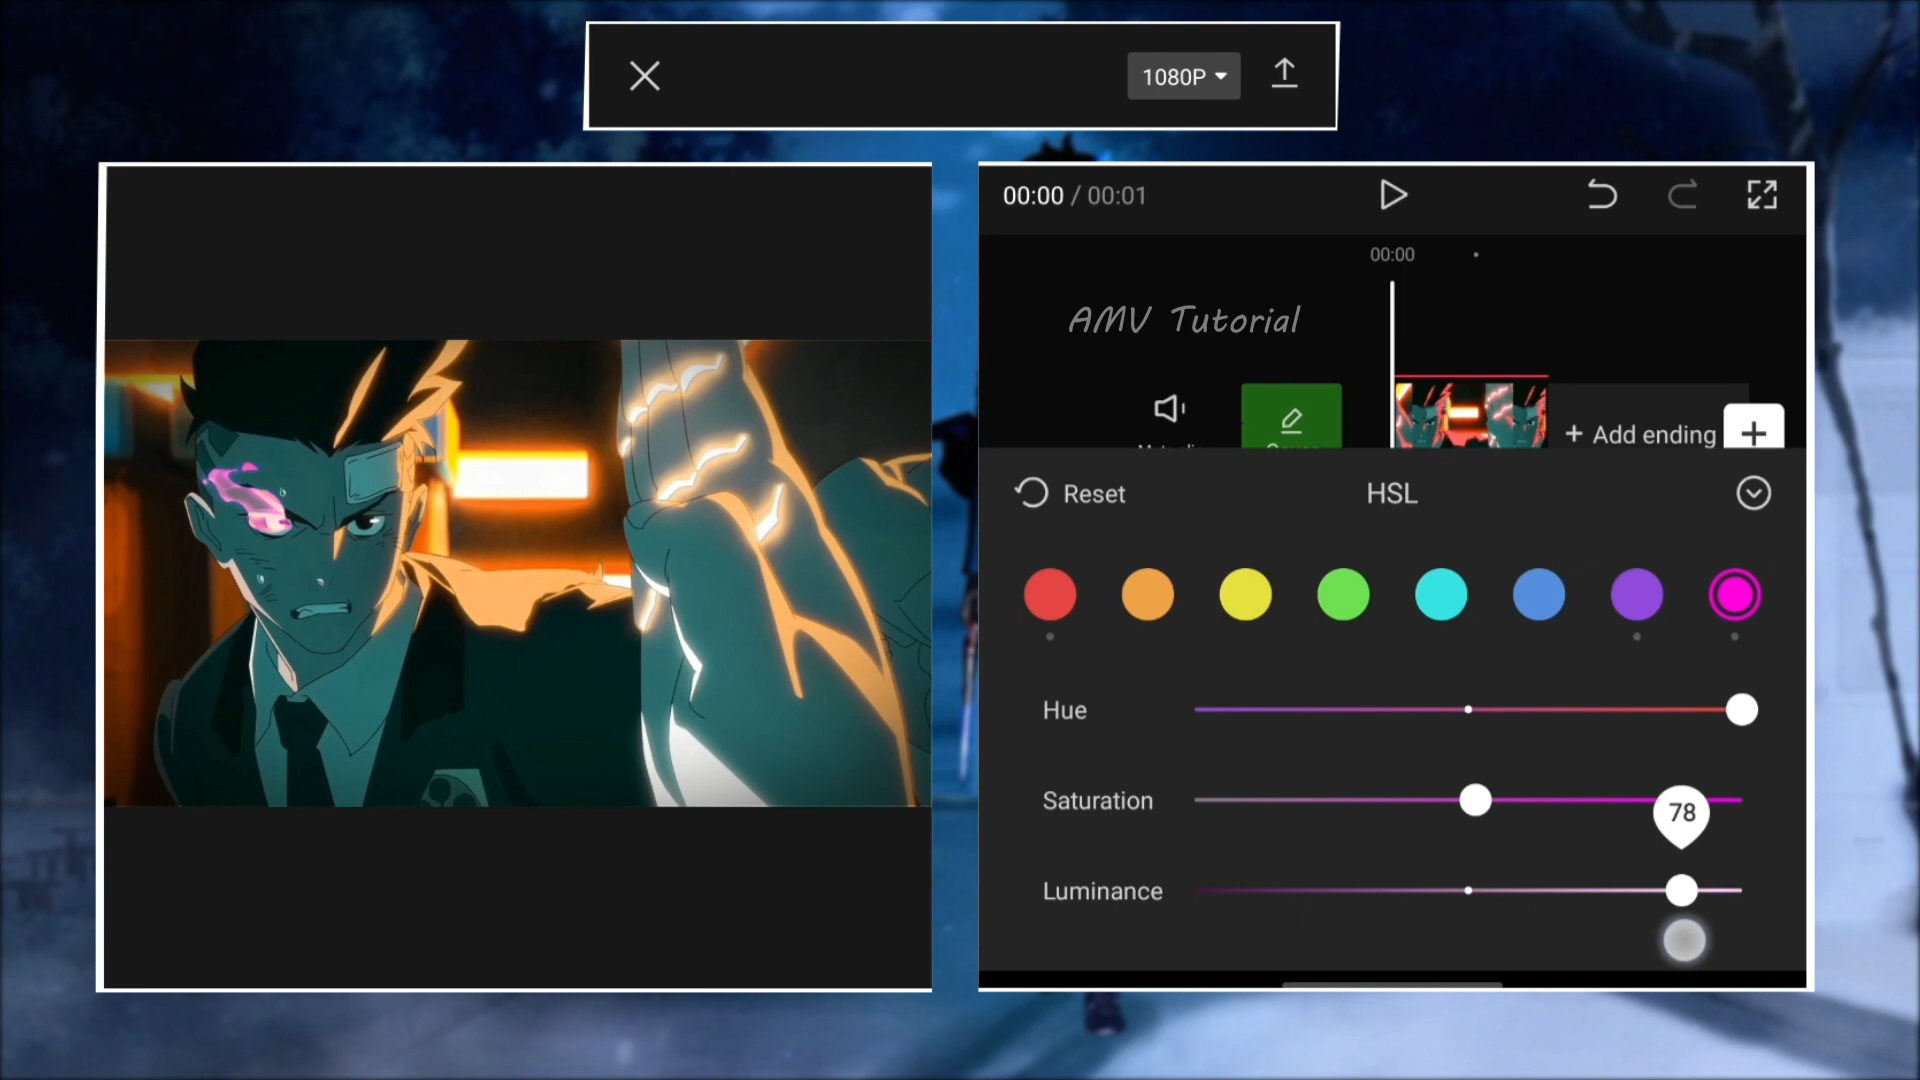 1080P
00:00 / 00:01
00:00
AMV Tutorial
+ Add ending
Reset
HSL
Hue
Saturation
78
Luminance